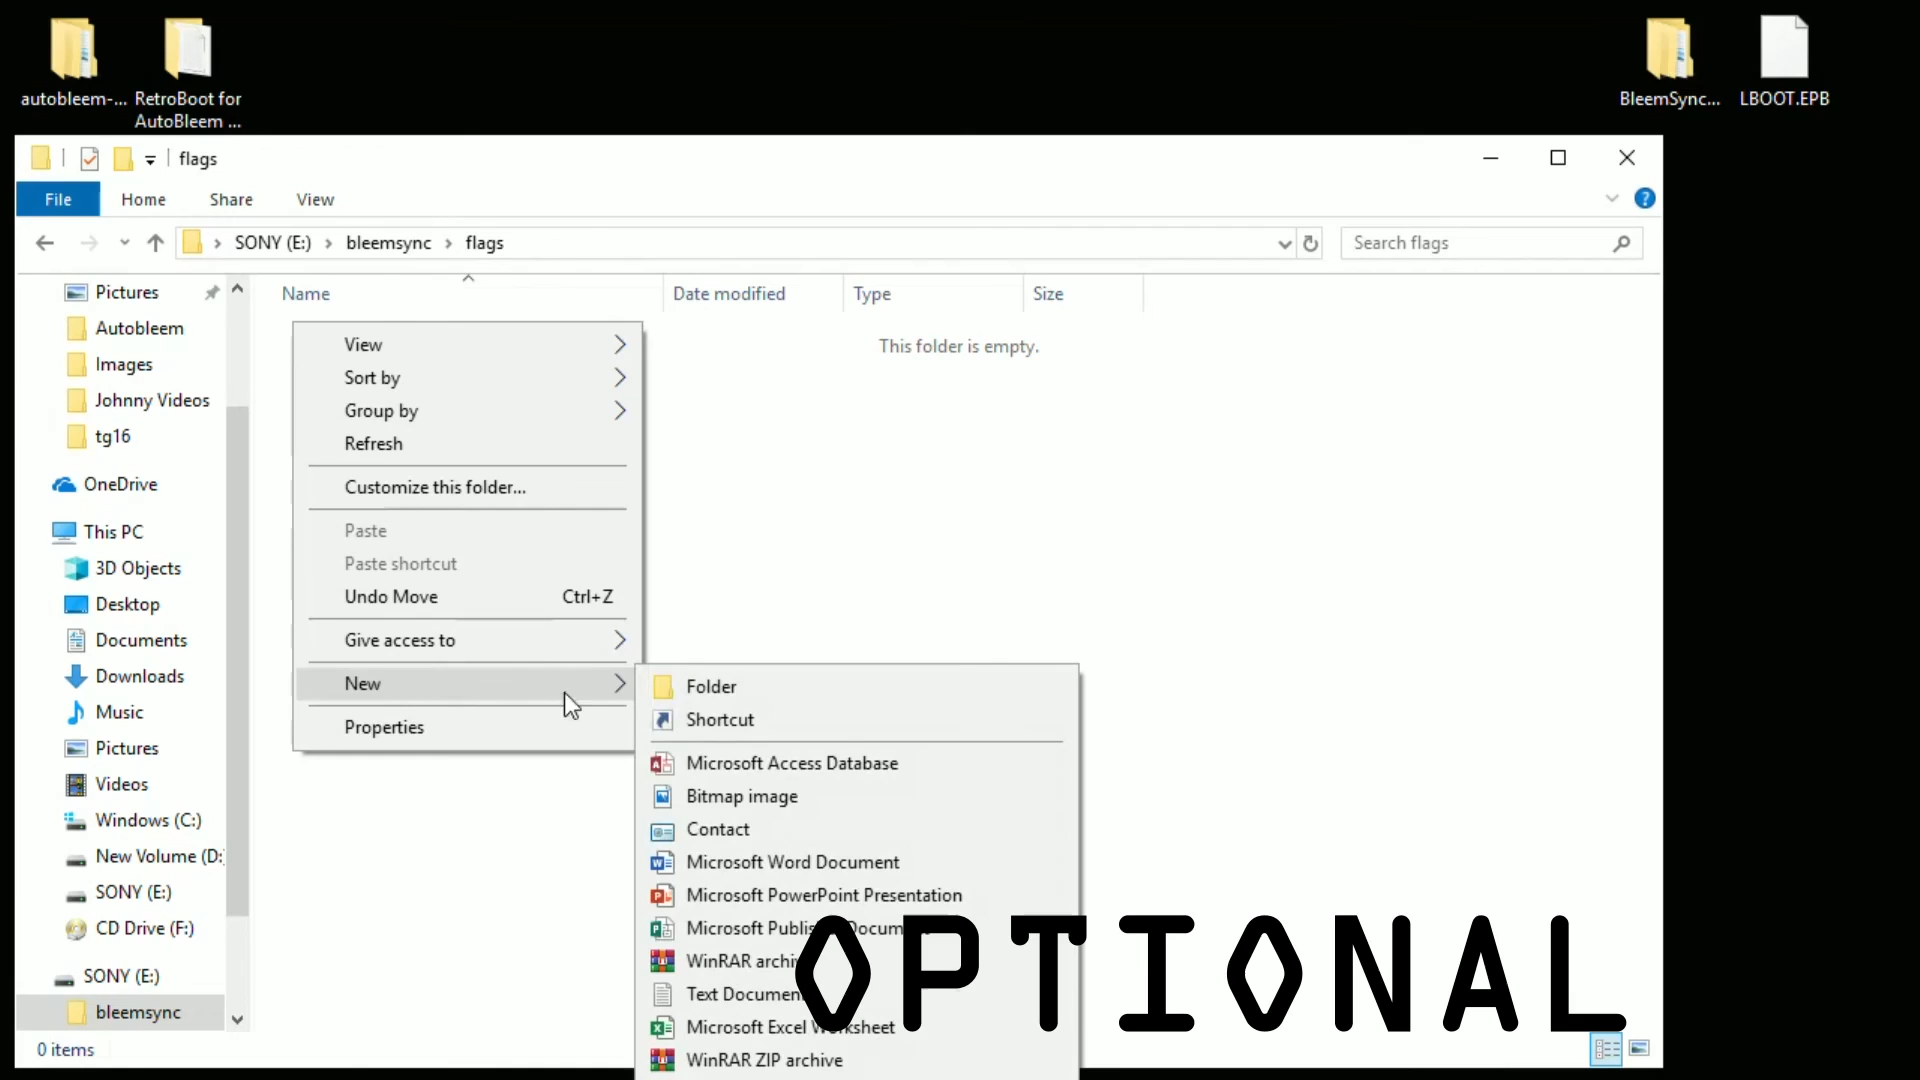 autobleem-...
RetroBoot for
AutoBleem ...
BleemSync...
LBOOT.EPB
flags
File
Home
Share
View
SONY (E:)
bleemsync
flags
Search flags
Name
Date modified
Type
Size
This folder is empty.
Pictures
Autobleem
Images
Johnny Videos
tg16
OneDrive
This PC
3D Objects
Desktop
Documents
Downloads
Music
Pictures
Videos
Windows (C:)
New Volume (D:
SONY (E:)
CD Drive (F:)
SONY (E:)
bleemsync
0 items
View
Sort by
Group by
Refresh
Customize this folder...
Paste
Paste shortcut
Undo Move Ctrl+Z
Give access to
New
Properties
Folder
Shortcut
Microsoft Access Database
Bitmap image
Contact
Microsoft Word Document
Microsoft PowerPoint Presentation
Microsoft
WinRAR
Text
Microsoft Excel Worksheet
WinRAR ZIP archive
OPTIONAL